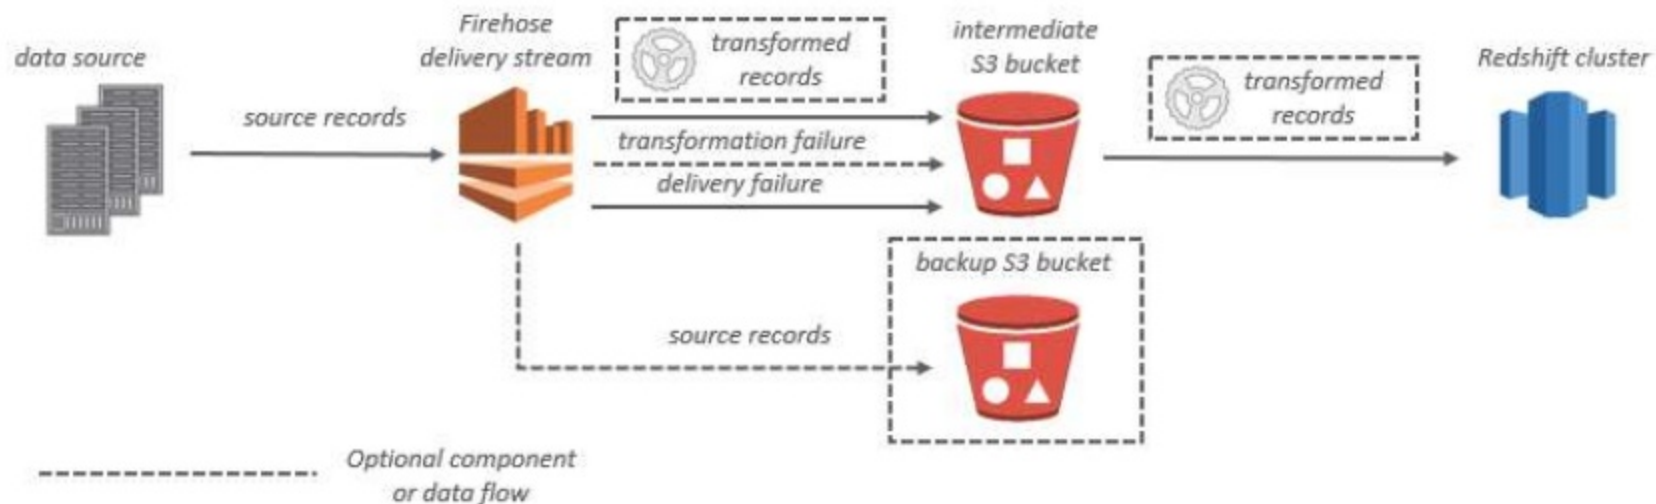 data source
Firehose
delivery stream
transformed
records
intermediate
S3 bucket
transformed
records
Redshift cluster
source records
transformation failure
delivery failure
backup S3 bucket
source records
Optional component
or data flow